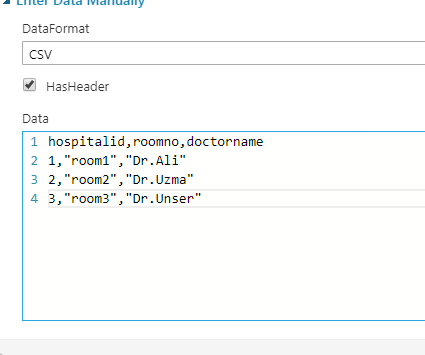 Enter Data Manually
DataFormat
CSV
HasHeader
Data
1 hospitalid,roomno,doctorname
2 1,"room1","Dr.Ali"
3 2,"room2","Dr.Uzma"
4 3,"room3","Dr.Unser"